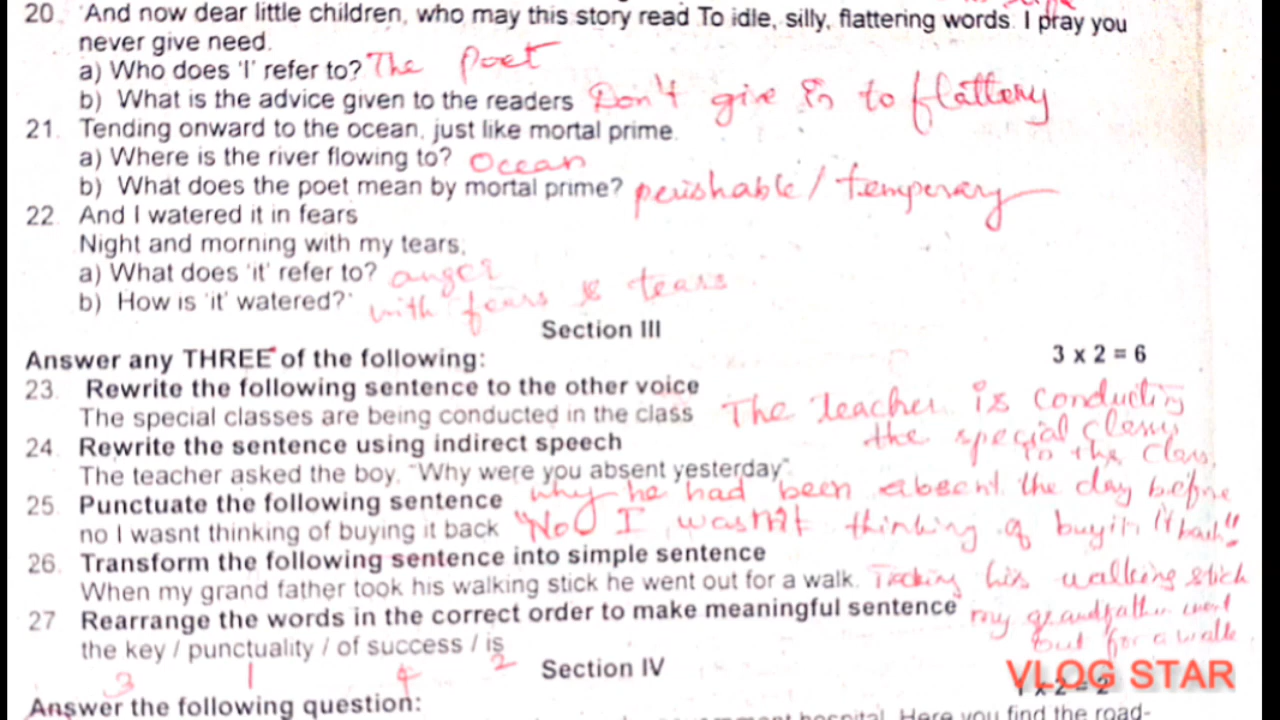 20. 'And now dear little children, who may this story read To idle, silly, flattering words. I pray you
never give need.
a) Who does 'I' refer to? The Poet
b) What is the advice given to the readers Don't give in to flattery
21. Tending onward to the ocean, just like mortal prime.
a) Where is the river flowing to? Ocean
b) What does the poet mean by mortal prime? perishable / temperary
22. And I watered it in fears
Night and morning with my tears;
a) What does 'it' refer to? anger
b) How is 'it' watered? with fears & tears
Section III
Answer any THREE of the following: 3 x 2 = 6
23. Rewrite the following sentence to the other voice
The special classes are being conducted in the class The teacher is conducting
the special
24. Rewrite the sentence using indirect speech in the class.
The teacher asked the boy, "Why were you absent yesterday".
25. Punctuate the following sentence why he had been absent the day before
no I wasnt thinking of buying it back "No I wasn't thinking of buying it back"
26. Transform the following sentence into simple sentence
When my grand father took his walking stick he went out for a walk. Taking his walking stick
27 Rearrange the words in the correct order to make meaningful sentence my grandfather went
out for a walk
the key / punctuality / of success / is
3 1 4 2
Section IV
VLOG STAR
Answer the following question:
hospital. Here you find the road-